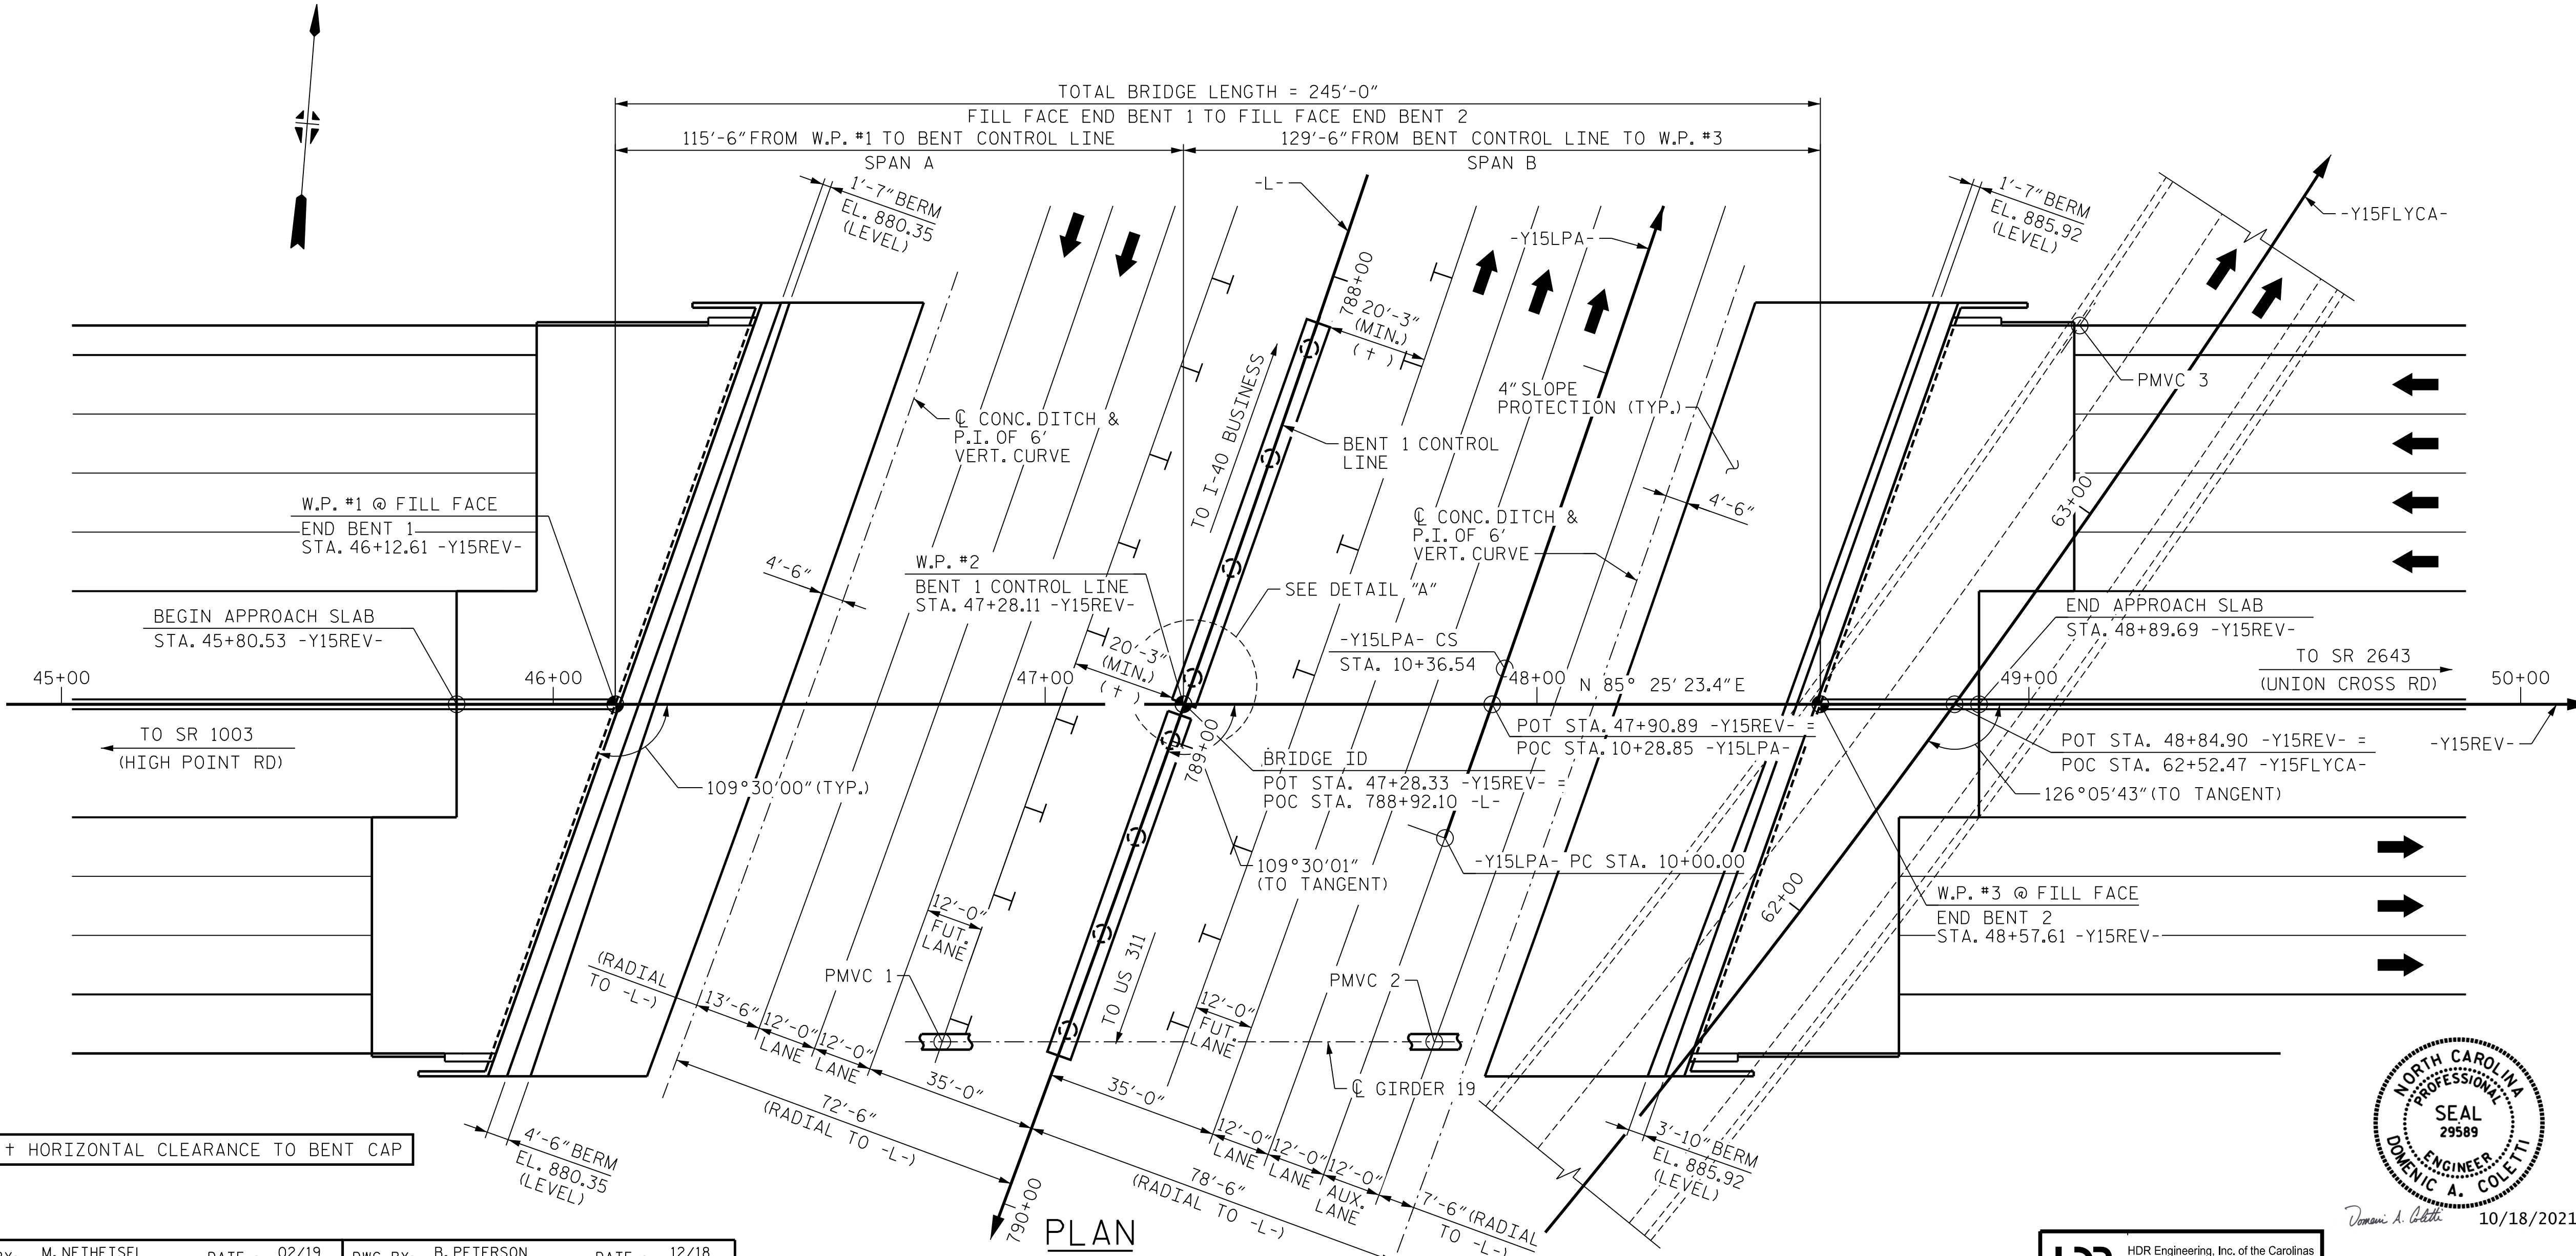 TOTAL BRIDGE LENGTH = 245'-0"
FILL FACE END BENT 1 TO FILL FACE END BENT 2
115'-6" FROM W.P. #1 TO BENT CONTROL LINE
129'-6" FROM BENT CONTROL LINE TO W.P. #3
SPAN A
SPAN B
1'-7" BERM
EL. 880.35
(LEVEL)
-L-
-Y15LPA-
1'-7" BERM
EL. 885.92
(LEVEL)
-Y15FLYCA-
788+00
20'-3"
(MIN.)
( + )
TO I-40 BUSINESS
4" SLOPE
PROTECTION (TYP.)
PMVC 3
℄ CONC. DITCH &
P.I. OF 6'
VERT. CURVE
BENT 1 CONTROL
LINE
W.P. #1 @ FILL FACE
END BENT 1
STA. 46+12.61 -Y15REV-
℄ CONC. DITCH &
P.I. OF 6'
VERT. CURVE
4'-6"
63+00
4'-6"
W.P. #2
BENT 1 CONTROL LINE
STA. 47+28.11 -Y15REV-
SEE DETAIL "A"
BEGIN APPROACH SLAB
STA. 45+80.53 -Y15REV-
END APPROACH SLAB
STA. 48+89.69 -Y15REV-
20'-3"
(MIN.)
( + )
-Y15LPA- CS
STA. 10+36.54
TO SR 2643
(UNION CROSS RD)
45+00
46+00
47+00
48+00
N 85° 25' 23.4" E
49+00
50+00
TO SR 1003
(HIGH POINT RD)
789+00
POT STA. 47+90.89 -Y15REV- =
POC STA. 10+28.85 -Y15LPA-
POT STA. 48+84.90 -Y15REV- =
POC STA. 62+52.47 -Y15FLYCA-
-Y15REV-
109°30'00" (TYP.)
BRIDGE ID
POT STA. 47+28.33 -Y15REV- =
POC STA. 788+92.10 -L-
126°05'43" (TO TANGENT)
109°30'01"
(TO TANGENT)
-Y15LPA- PC STA. 10+00.00
62+00
W.P. #3 @ FILL FACE
END BENT 2
STA. 48+57.61 -Y15REV-
12'-0"
FUT.
LANE
(RADIAL
TO -L-)
PMVC 1
PMVC 2
TO US 311
12'-0"
FUT.
LANE
13'-6"
12'-0"
LANE
12'-0"
LANE
35'-0"
72'-6"
(RADIAL TO -L-)
35'-0"
℄ GIRDER 19
12'-0"
LANE
12'-0"
LANE
12'-0"
AUX.
LANE
78'-6"
(RADIAL TO -L-)
7'-6" (RADIAL
TO -L-)
3'-10" BERM
EL. 885.92
(LEVEL)
4'-6" BERM
EL. 880.35
(LEVEL)
† HORIZONTAL CLEARANCE TO BENT CAP
790+00
PLAN
NORTH CAROLINA
PROFESSIONAL
SEAL
29589
ENGINEER
DOMENIC A. COLETTI
Domenic A. Coletti
10/18/2021
M. NETHEISEL
DATE : 02/19
DWG. BY: B. PETERSON
DATE : 12/18
HDR
HDR Engineering, Inc. of the Carolinas